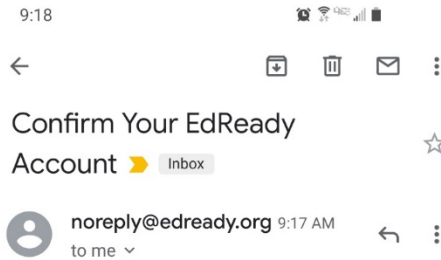 9:18
Confirm Your EdReady
Account Inbox
noreply@edready.org 9:17 AM
to me